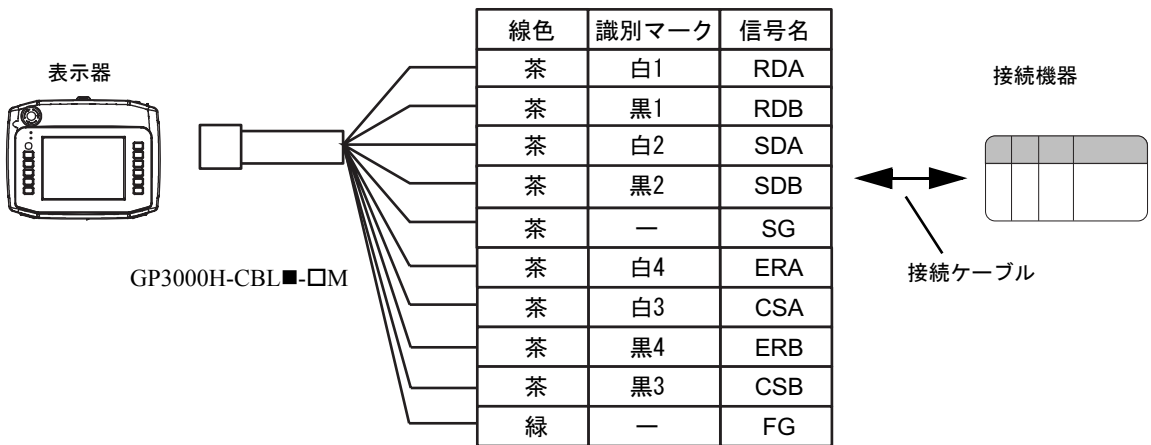 表示器
GP3000H-CBL■-□M
線色 識別マーク 信号名
茶 白1 RDA
茶 黒1 RDB
茶 白2 SDA
茶 黒2 SDB
茶 — SG
茶 白4 ERA
茶 白3 CSA
茶 黒4 ERB
茶 黒3 CSB
緑 — FG
接続機器
接続ケーブル